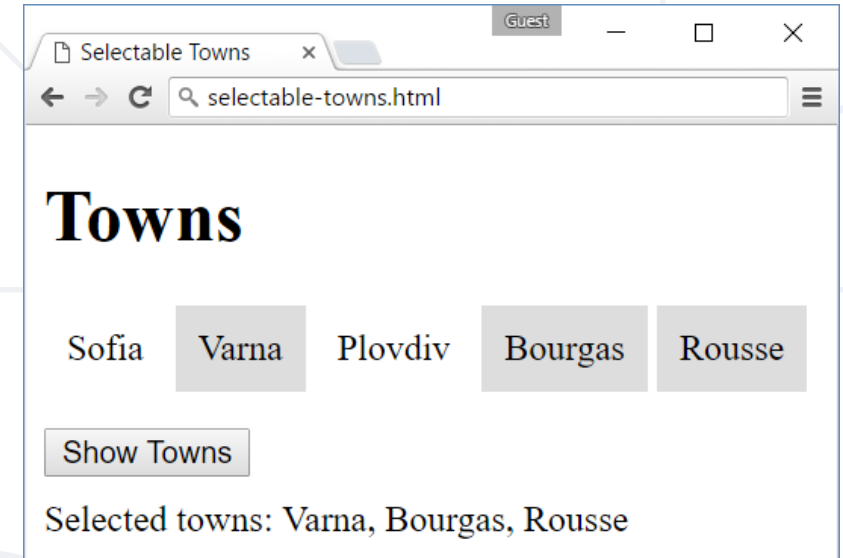 Guest
Selectable Towns
selectable-towns.html
Towns
Sofia Varna Plovdiv Bourgas Rousse
Show Towns
Selected towns: Varna, Bourgas, Rousse